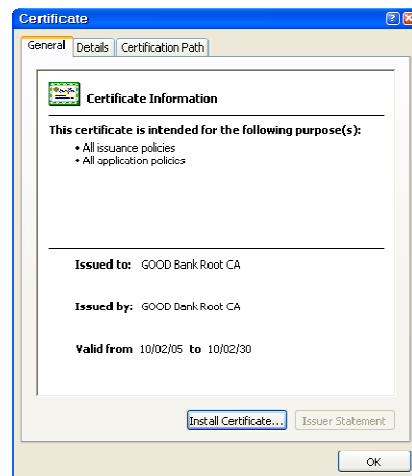 Certificate
General Details Certification Path
Certificate Information
This certificate is intended for the following purpose(s):
• All issuance policies
• All application policies
Issued to: GOOD Bank Root CA
Issued by: GOOD Bank Root CA
Valid from 10/02/05 to 10/02/30
Install Certificate... Issuer Statement
OK